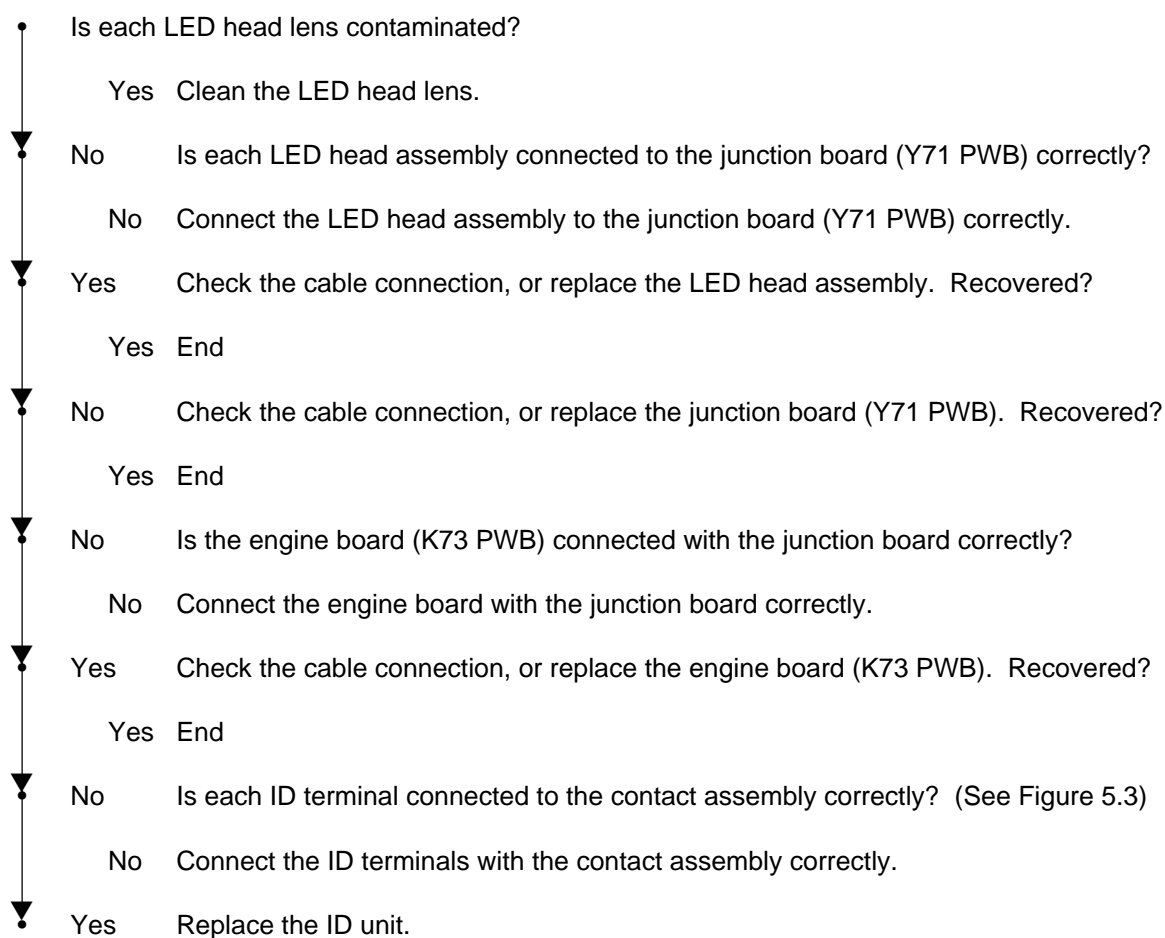 Is each LED head lens contaminated?
Yes Clean the LED head lens.
No Is each LED head assembly connected to the junction board (Y71 PWB) correctly?
No Connect the LED head assembly to the junction board (Y71 PWB) correctly.
Yes Check the cable connection, or replace the LED head assembly. Recovered?
Yes End
No Check the cable connection, or replace the junction board (Y71 PWB). Recovered?
Yes End
No Is the engine board (K73 PWB) connected with the junction board correctly?
No Connect the engine board with the junction board correctly.
Yes Check the cable connection, or replace the engine board (K73 PWB). Recovered?
Yes End
No Is each ID terminal connected to the contact assembly correctly? (See Figure 5.3)
No Connect the ID terminals with the contact assembly correctly.
Yes Replace the ID unit.